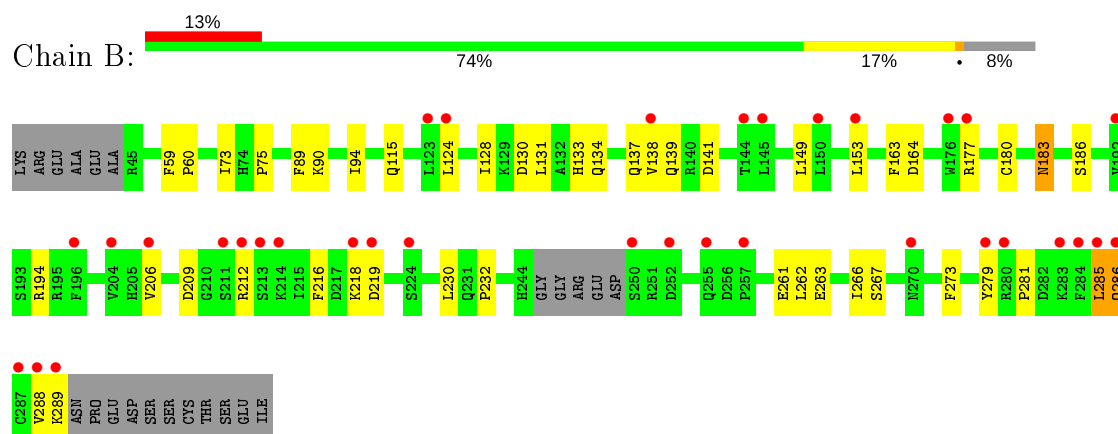 13%
Chain B:
74% 17% • 8%
LYS ARG GLU ALA GLU ALA R45 F59 P60 I73 H74 P75 F89 K90 I94 Q115 L123 L124 I128 K129 D130 L131 A132 H133 Q134 Q137 V138 Q139 R140 D141 T144 L145 L149 L150 L153 F163 D164 W176 R177 C180 N183 S186 V192
S193 R194 R195 F196 V204 H205 V206 D209 G210 S211 R212 S213 K214 I215 F216 D217 K218 D219 S224 L230 Q231 P232 H244 GLY GLY ARG GLU ASP S250 R251 D252 Q255 D256 P257 E261 L262 E263 I266 S267 N270 F273 Y279 R280 P281 D282 K283 F284 L285
C287 V288 K289 ASN PRO GLU ASP SER SER CYS THR SER GLU ILE